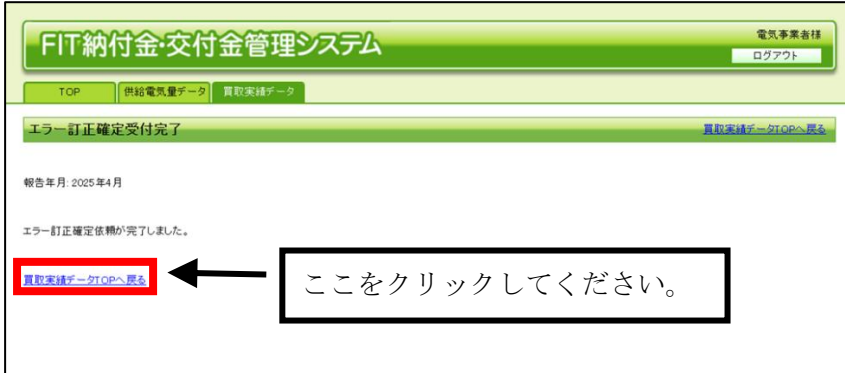 FIT納付金・交付金管理システム
電気事業者様
ログアウト
TOP 供給電気量データ 買取実績データ
エラー訂正確定受付完了 買取実績データTOPへ戻る
報告年月: 2025年4月
エラー訂正確定依頼が完了しました。
買取実績データTOPへ戻る
ここをクリックしてください。